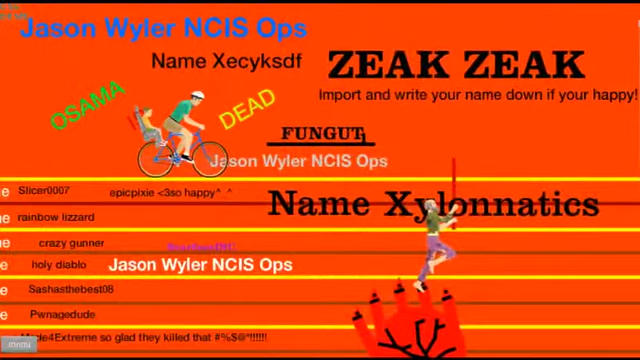 Jason Wyler NCIS Ops
Name Xecyksdf
ZEAK ZEAK
Import and write your name down if your happy!
OSAMA
DEAD
FUNGUT
Jason Wyler NCIS Ops
Slicer0007
epicpixie <3so happy^_^
Name Xylonnatics
rainbow lizzard
crazy gunner
holy diablo
Jason Wyler NCIS Ops
Sashasthebest08
Pwnagedude
Made4Extreme so glad they killed that #%$@*!!!!!!
menu